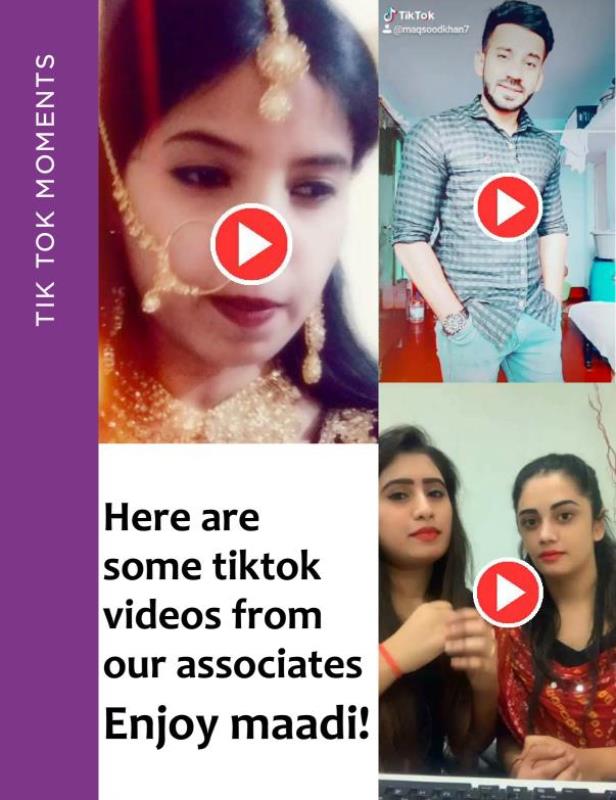 TIK TOK MOMENTS
TikTok
@maqsoodkhan7
Here are
some tiktok
videos from
our associates
Enjoy maadi!